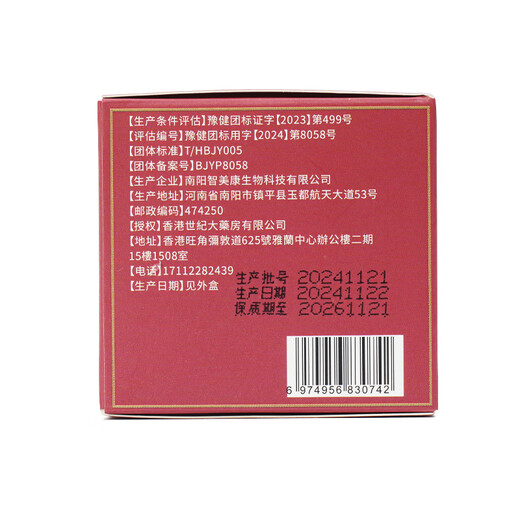 【生产条件评估】豫健团标证字【2023】第499号
【评估编号】豫健团标用字【2024】第8058号
【团体标准】T/HBJY005
【团体备案号】BJYP8058
【生产企业】南阳智美康生物科技有限公司
【生产地址】河南省南阳市镇平县玉都航天大道53号
【邮政编码】474250
【授权】香港世紀大藥房有限公司
【地址】香港旺角彌敦道625號雅蘭中心辦公樓二期
15樓1508室
【电话】17112282439
【生产日期】见外盒
生产批号 20241121
生产日期 20241122
保质期至 20261121
6 974956 830742